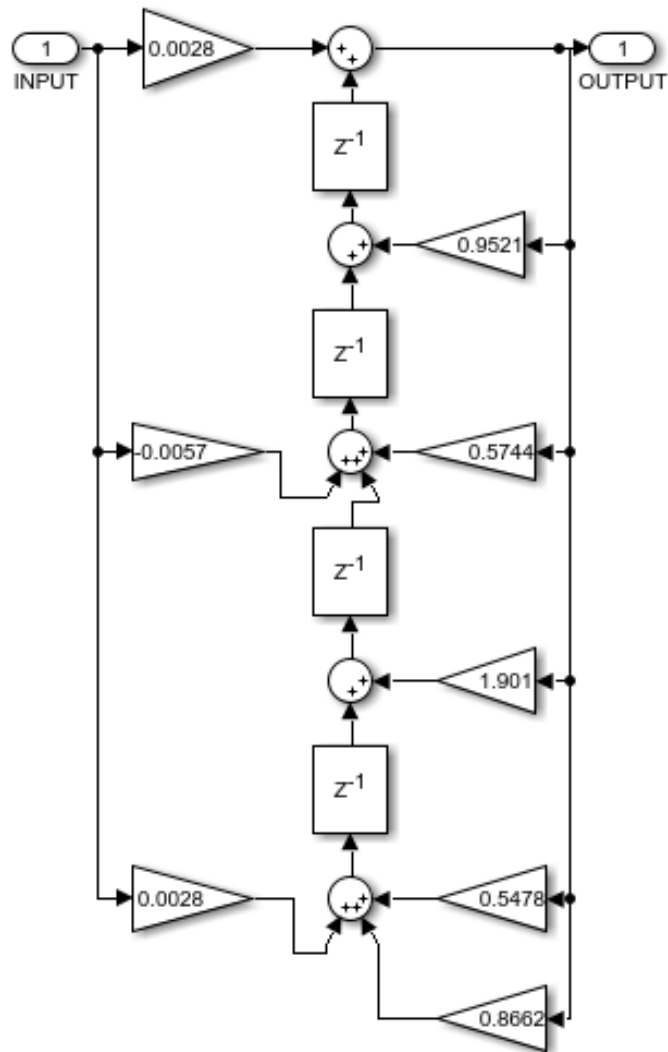 1
0.0028
++
1
INPUT
OUTPUT
z-1
++
0.9521
z-1
-0.0057
+++
0.5744
z-1
++
1.901
z-1
0.0028
+++
0.5478
0.8662